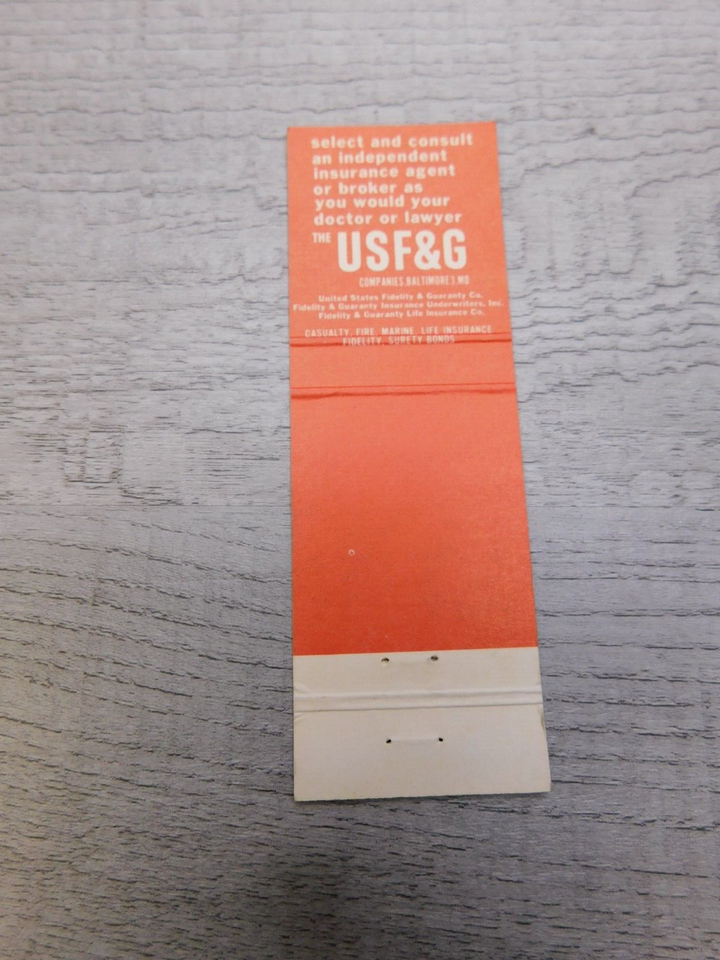 select and consult
an independent
insurance agent
or broker as
you would your
doctor or lawyer
THE USF&G
COMPANIES, BALTIMORE 3, MD
United States Fidelity & Guaranty Co.
Fidelity & Guaranty Insurance Underwriters, Inc.
Fidelity & Guaranty Life Insurance Co.
CASUALTY, FIRE, MARINE, LIFE INSURANCE
FIDELITY, SURETY BONDS